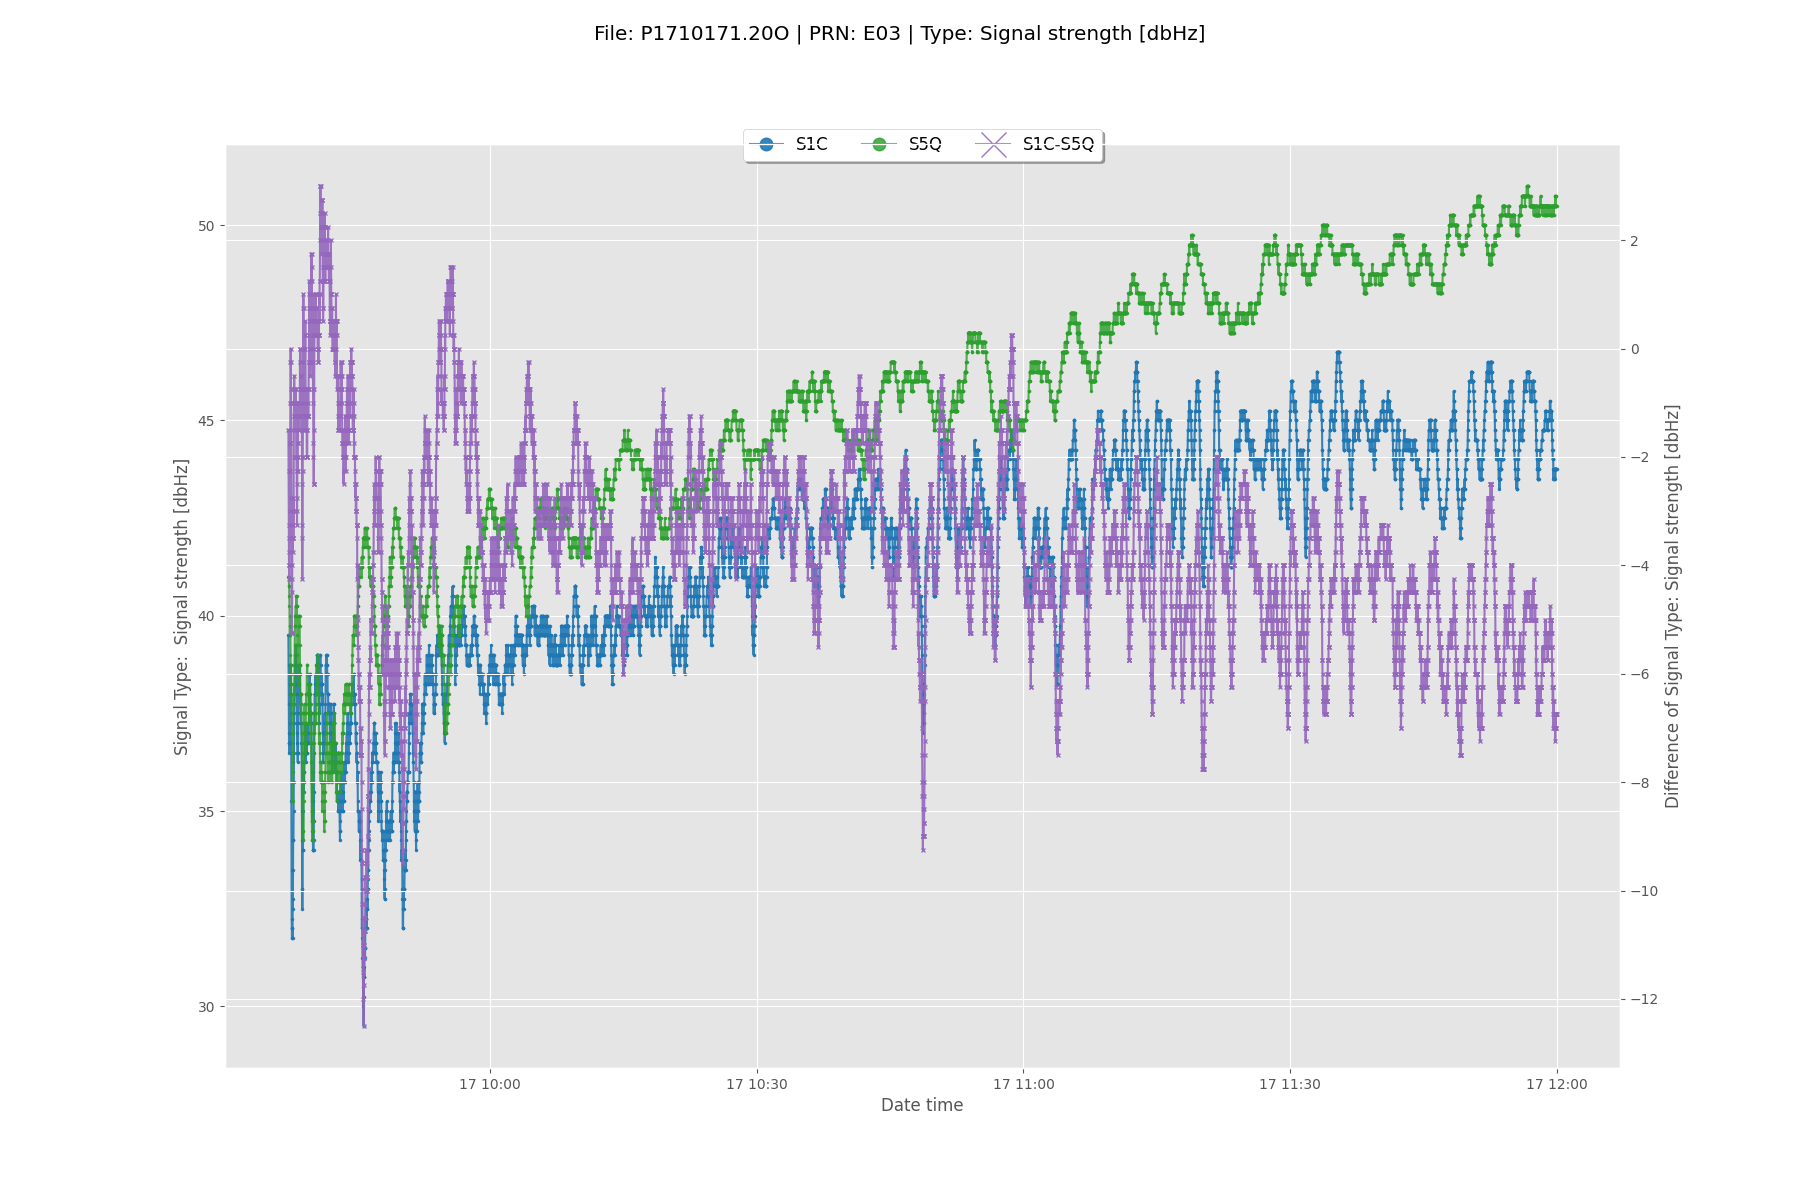 File: P1710171.20O | PRN: E03 | Type: Signal strength [dbHz]
S1C S5Q S1C-S5Q
Signal Type:  Signal strength [dbHz]
50
45
40
35
30
2
0
−2
−4
−6
−8
−10
−12
Difference of Signal Type: Signal strength [dbHz]
17 10:00 17 10:30 17 11:00 17 11:30 17 12:00
Date time